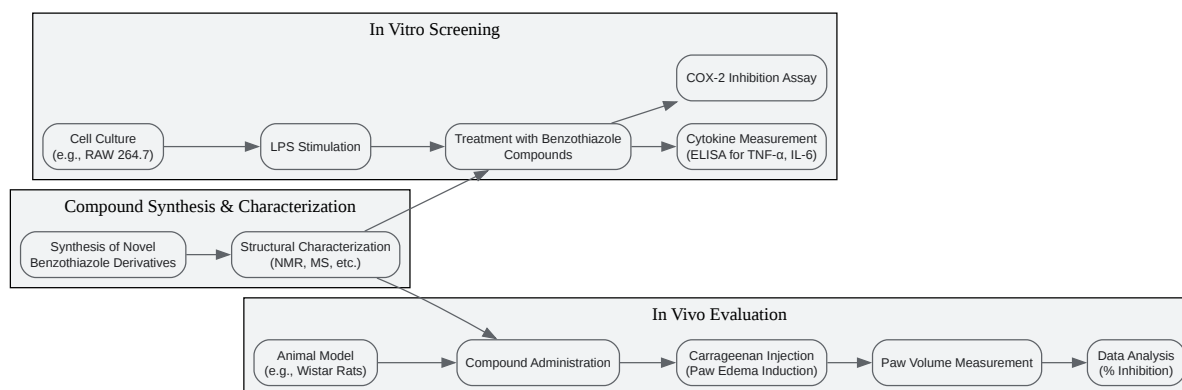 In Vitro Screening
COX-2 Inhibition Assay
Cell Culture
(e.g., RAW 264.7)
LPS Stimulation
Treatment with Benzothiazole
Compounds
Cytokine Measurement
(ELISA for TNF-α, IL-6)
Compound Synthesis & Characterization
Synthesis of Novel
Benzothiazole Derivatives
Structural Characterization
(NMR, MS, etc.)
In Vivo Evaluation
Animal Model
(e.g., Wistar Rats)
Compound Administration
Carrageenan Injection
(Paw Edema Induction)
Paw Volume Measurement
Data Analysis
(% Inhibition)